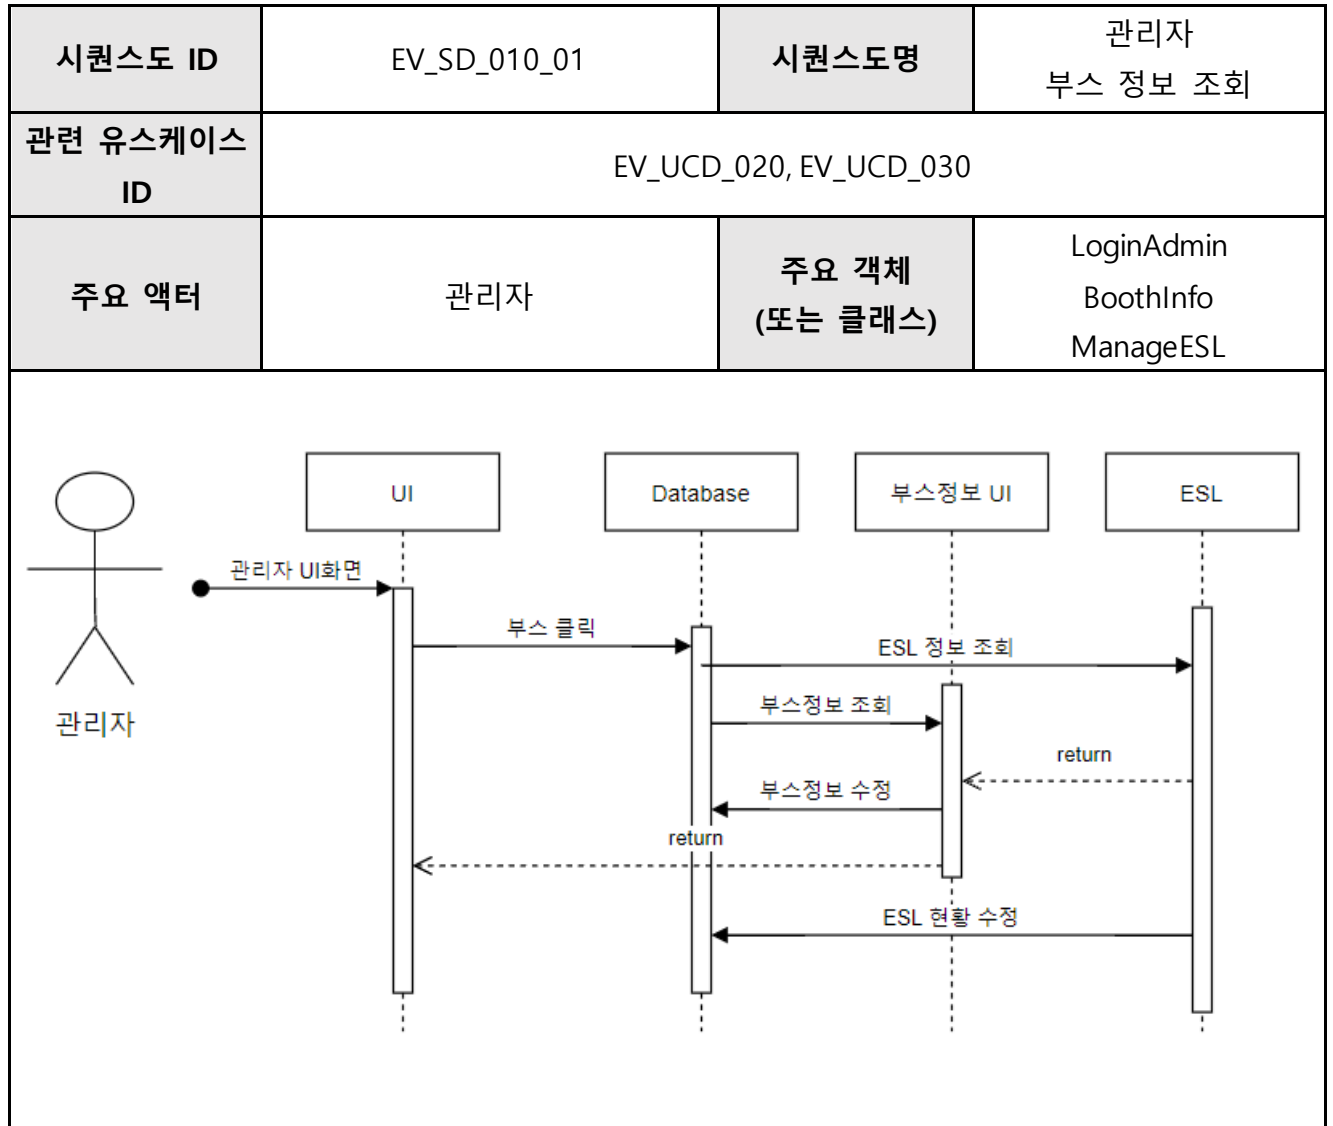 시퀀스도 ID
EV_SD_010_01
시퀀스도명
관리자
부스 정보 조회
관련 유스케이스
ID
EV_UCD_020, EV_UCD_030
주요 액터
관리자
주요 객체
(또는 클래스)
LoginAdmin
BoothInfo
ManageESL
UI
Database
부스정보 UI
ESL
관리자 UI화면
부스 클릭
ESL 정보 조회
부스정보 조회
관리자
return
부스정보 수정
return
ESL 현황 수정